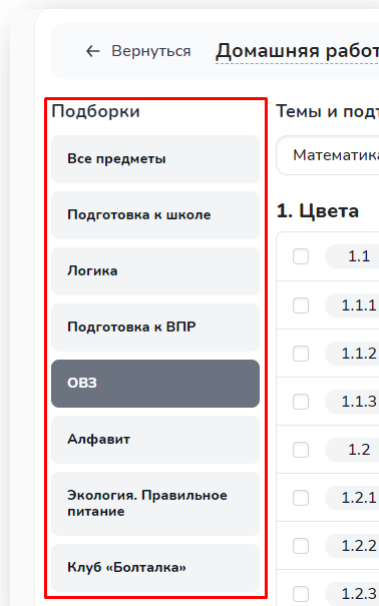 ← Вернуться Домашняя работ
Подборки
Все предметы
Подготовка к школе
Логика
Подготовка к ВПР
ОВЗ
Алфавит
Экология. Правильное
питание
Клуб «Болталка»
Темы и подт
Математика
1. Цвета
1.1
1.1.1
1.1.2
1.1.3
1.2
1.2.1
1.2.2
1.2.3